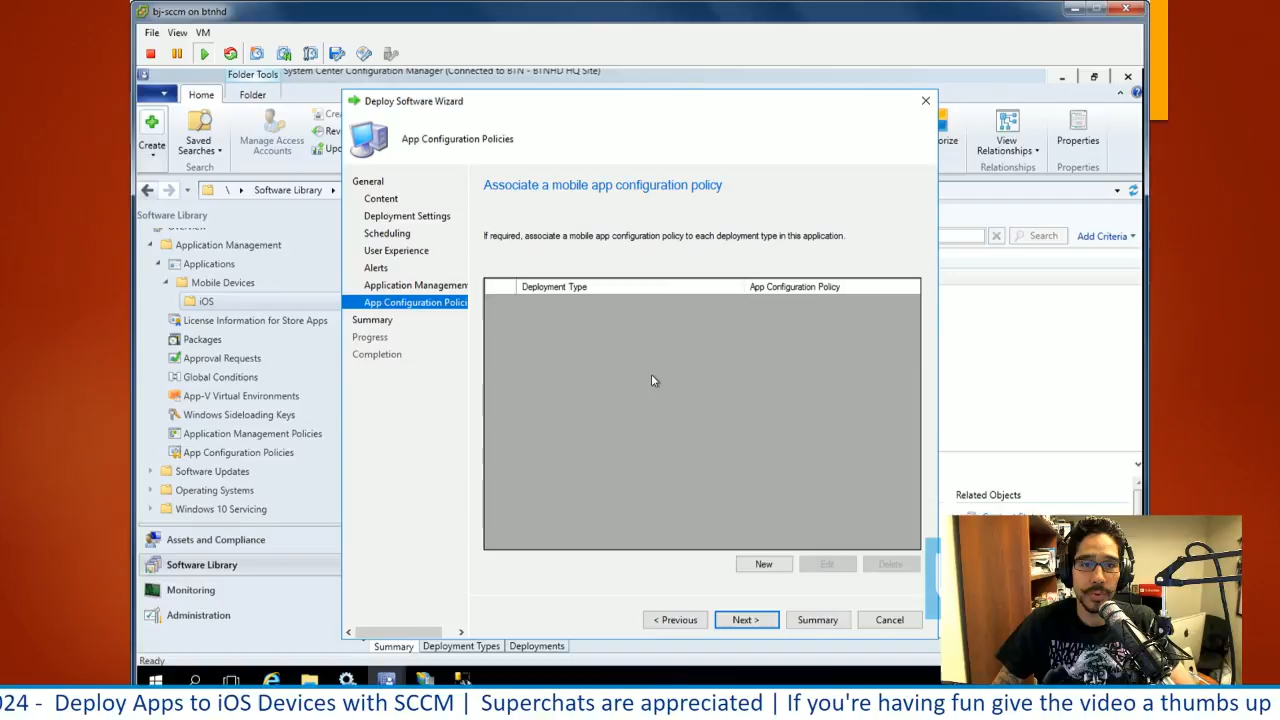 bj-sccm on btnhd
File View VM
Folder Tools System Center Configuration Manager (Connected to BTN - BTNHD HQ Site)
Home Folder
Create
Saved Searches
Search
Manage Access Accounts
View Relationships
Relationships
Properties
Properties
\ Software Library
Search Add Criteria
Software Library
Application Management
Applications
Mobile Devices
iOS
License Information for Store Apps
Packages
Approval Requests
Global Conditions
App-V Virtual Environments
Windows Sideloading Keys
Application Management Policies
App Configuration Policies
Software Updates
Operating Systems
Windows 10 Servicing
Assets and Compliance
Software Library
Monitoring
Administration
Ready
Deploy Software Wizard
App Configuration Policies
General
Content
Deployment Settings
Scheduling
User Experience
Alerts
Application Management
App Configuration Polici
Summary
Progress
Completion
Associate a mobile app configuration policy
If required, associate a mobile app configuration policy to each deployment type in this application.
Deployment Type App Configuration Policy
New Edit Delete
< Previous Next > Summary Cancel
Summary Deployment Types Deployments
Related Objects
024 - Deploy Apps to iOS Devices with SCCM | Superchats are appreciated | If you're having fun give the video a thumbs up